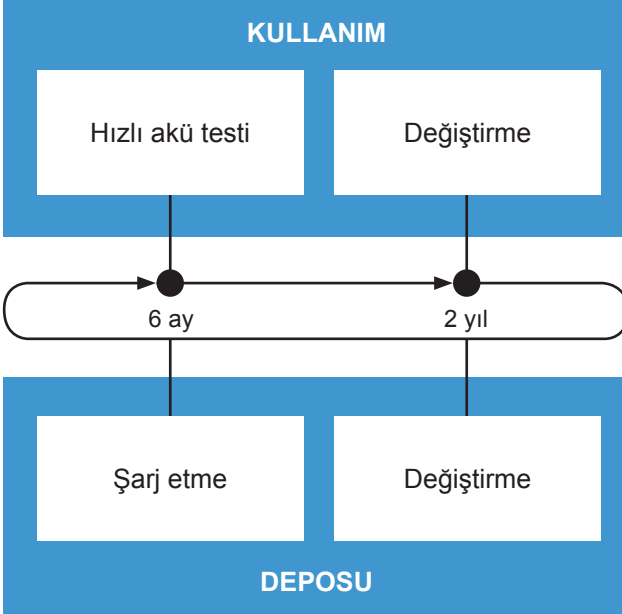 KULLANIM
Hızlı akü testi
Değiştirme
6 ay
2 yıl
Şarj etme
Değiştirme
DEPOSU